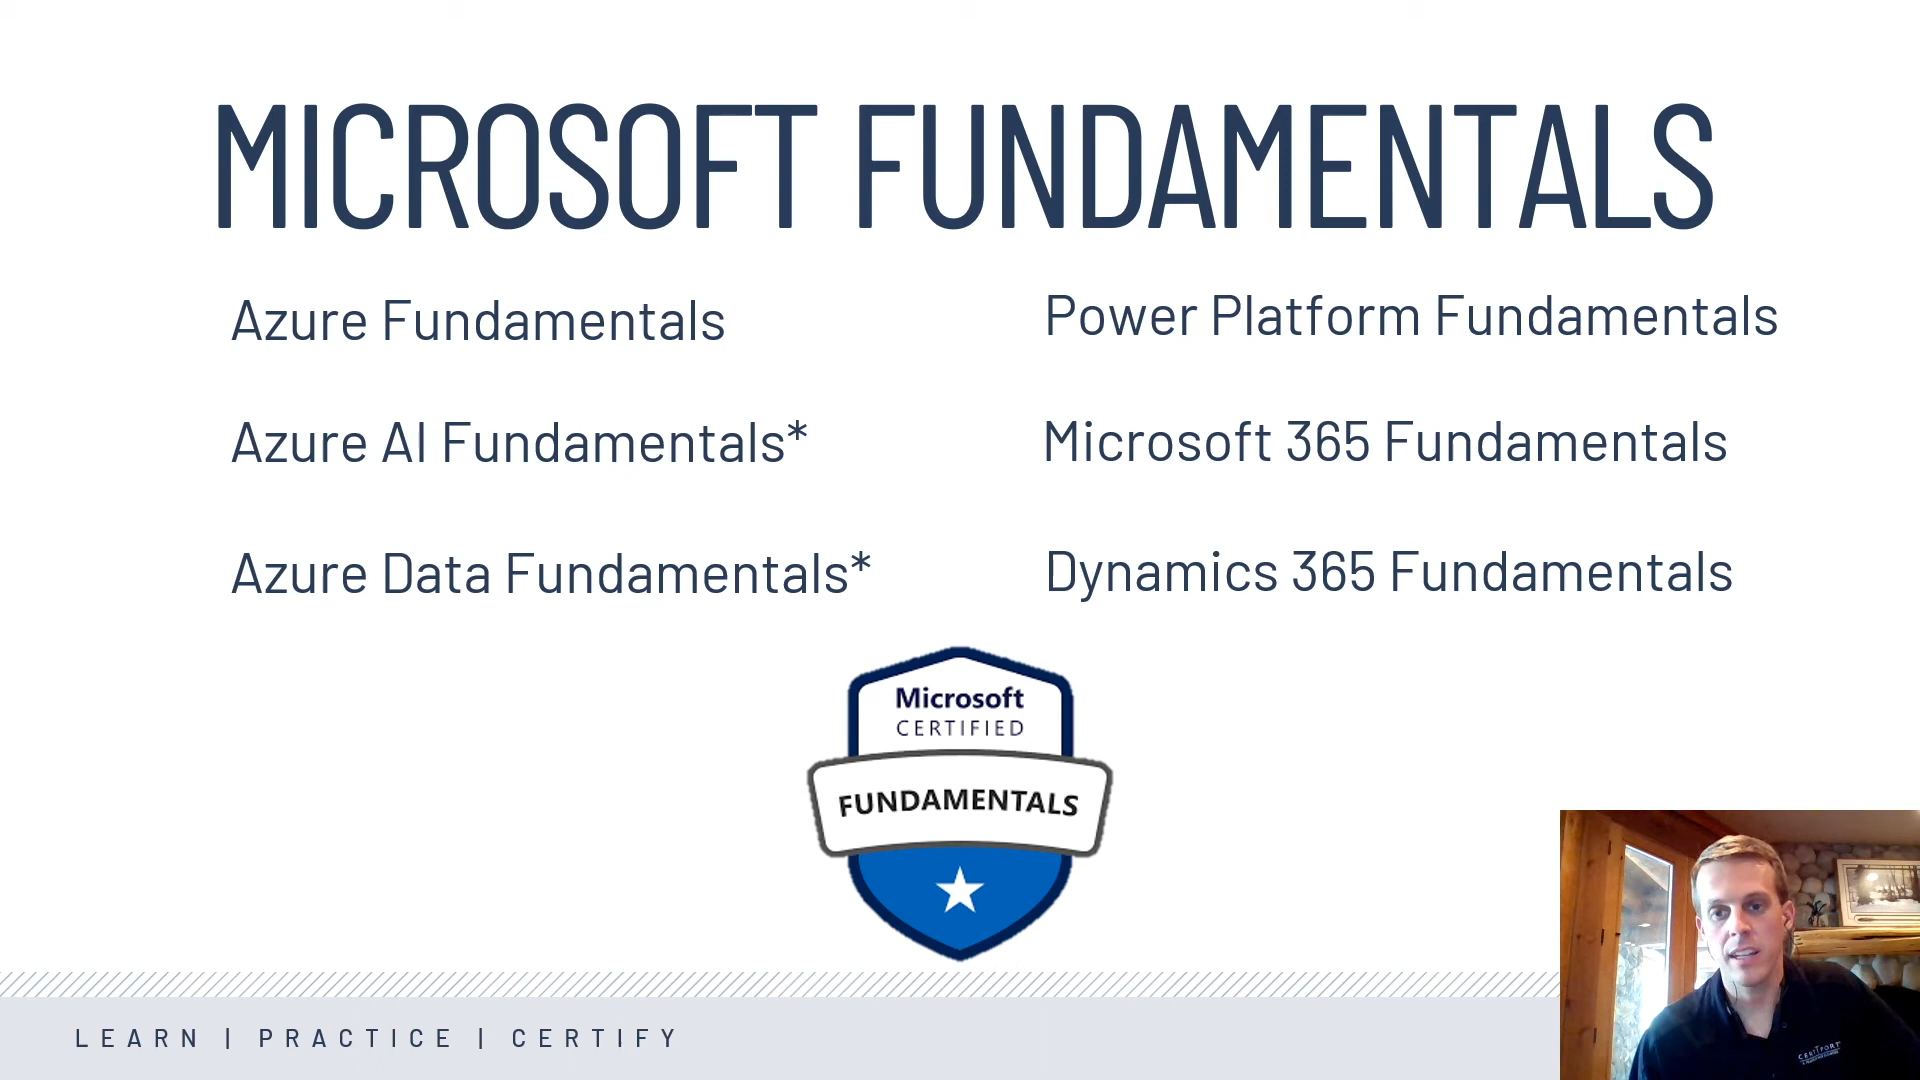 MICROSOFT FUNDAMENTALS
Azure Fundamentals
Azure AI Fundamentals*
Azure Data Fundamentals*
Power Platform Fundamentals
Microsoft 365 Fundamentals
Dynamics 365 Fundamentals
Microsoft
CERTIFIED
FUNDAMENTALS
LEARN | PRACTICE | CERTIFY
CERTIPORT